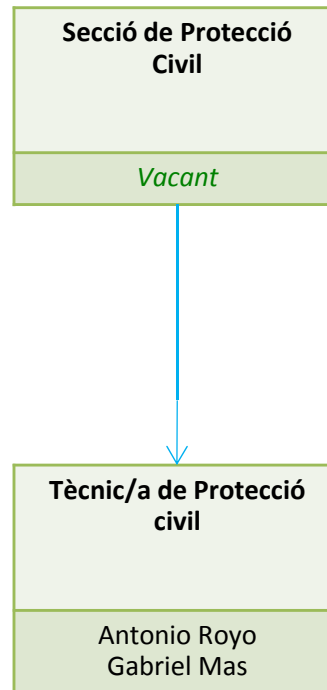 Secció de Protecció
Civil
Vacant
Tècnic/a de Protecció
civil
Antonio Royo
Gabriel Mas